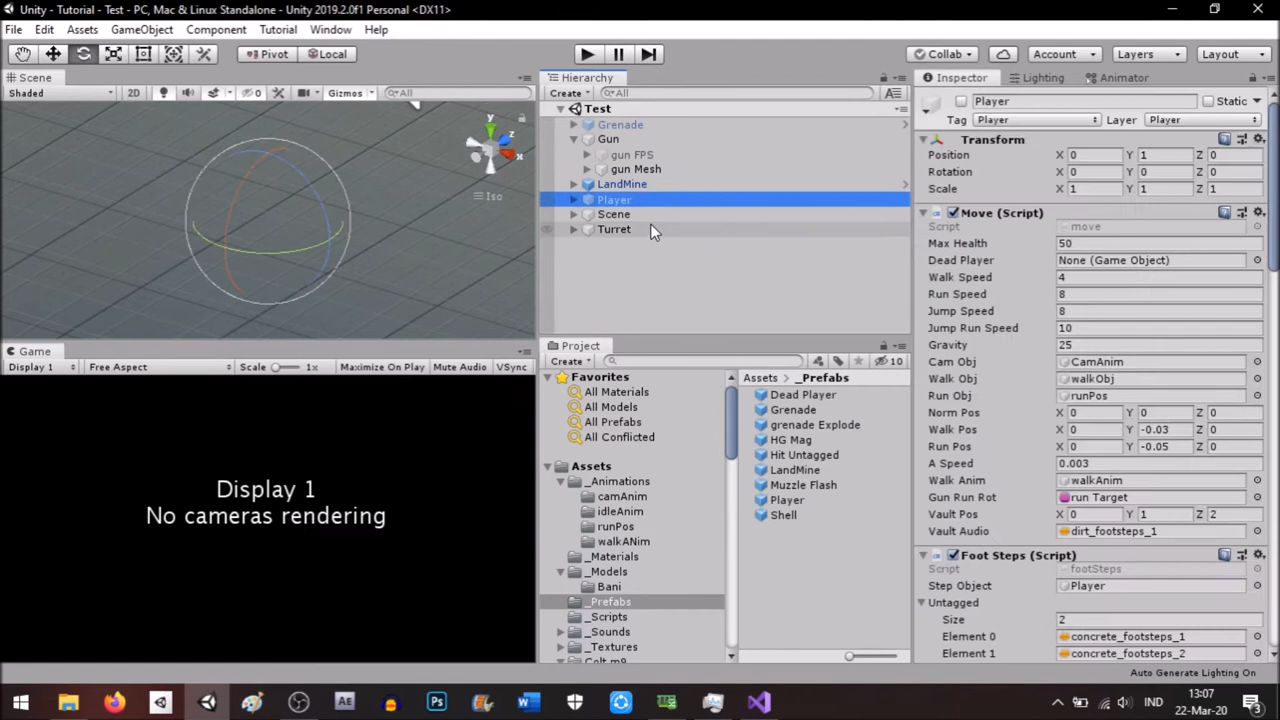 Unity - Tutorial - Test - PC, Mac & Linux Standalone - Unity 2019.2.0f1 Personal <DX11>
File Edit Assets GameObject Component Tutorial Window Help
Pivot Local Collab Account Layers Layout
Scene
Shaded 2D 0 Gizmos All
y
z
x
Iso
Hierarchy
Create All
Test
Grenade
Gun
gun FPS
gun Mesh
LandMine
Player
Scene
Turret
Game
Display 1 Free Aspect Scale 1x Maximize On Play Mute Audio VSync
Display 1
No cameras rendering
Project
Create 10
Favorites
All Materials
All Models
All Prefabs
All Conflicted
Assets
_Animations
camAnim
idleAnim
runPos
walkANim
_Materials
_Models
Bani
_Prefabs
_Scripts
_Sounds
_Textures
Colt m9
Assets _Prefabs
Dead Player
Grenade
grenade Explode
HG Mag
Hit Untagged
LandMine
Muzzle Flash
Player
Shell
Inspector Lighting Animator
Player Static
Tag Player Layer Player
Transform
Position X 0 Y 1 Z 0
Rotation X 0 Y 0 Z 0
Scale X 1 Y 1 Z 1
Move (Script)
Script move
Max Health 50
Dead Player None (Game Object)
Walk Speed 4
Run Speed 8
Jump Speed 8
Jump Run Speed 10
Gravity 25
Cam Obj CamAnim
Walk Obj walkObj
Run Obj runPos
Norm Pos X 0 Y 0 Z 0
Walk Pos X 0 Y -0.03 Z 0
Run Pos X 0 Y -0.05 Z 0
A Speed 0.003
Walk Anim walkAnim
Gun Run Rot run Target
Vault Pos X 0 Y 1 Z 2
Vault Audio dirt_footsteps_1
Foot Steps (Script)
Script footSteps
Step Object Player
Untagged
Size 2
Element 0 concrete_footsteps_1
Element 1 concrete_footsteps_2
Auto Generate Lighting On
Ae Ps IND 13:07
22-Mar-20 3